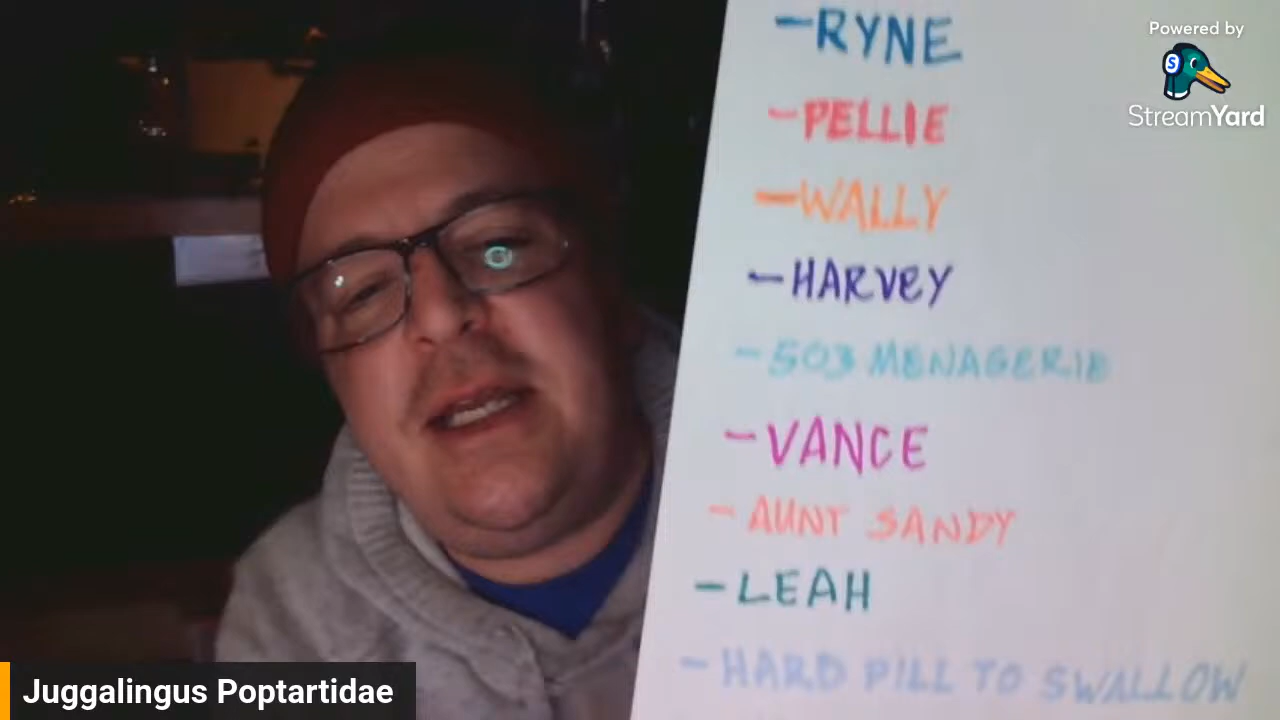 -RYNE
-PELLIE
-WALLY
-HARVEY
-503 MENAGERIE
-VANCE
-AUNT SANDY
-LEAH
-HARD PILL TO SWALLOW
Powered by
S
StreamYard
Juggalingus Poptartidae